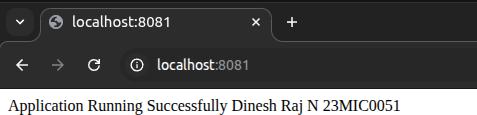 localhost:8081
localhost:8081
Application Running Successfully Dinesh Raj N 23MIC0051